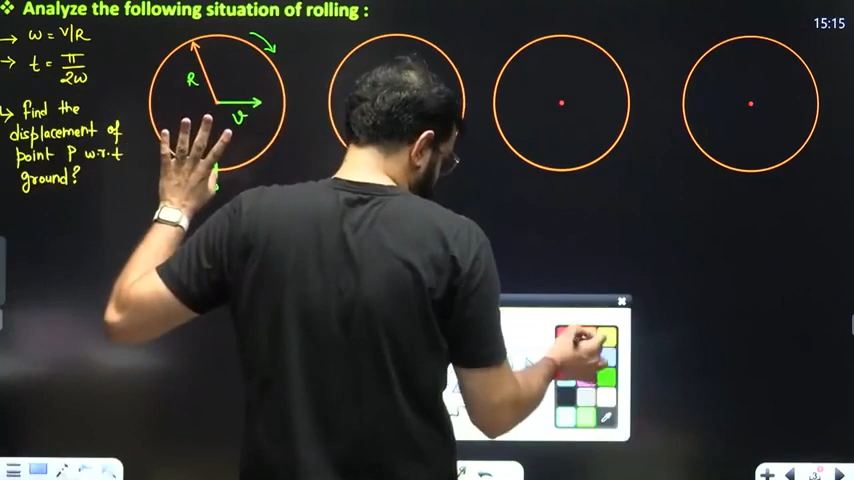 ❖ Analyze the following situation of rolling :
15:15
→ ω = v/R
→ t = π/2ω
R
v
↳ find the
displacement of
point P w.r.t
ground?